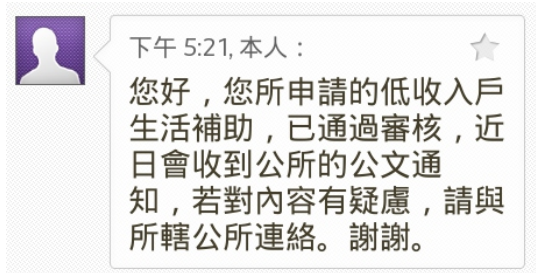 下午 5:21, 本人：
您好，您所申請的低收入戶
生活補助，已通過審核，近
日會收到公所的公文通
知，若對內容有疑慮，請與
所轄公所連絡。謝謝。